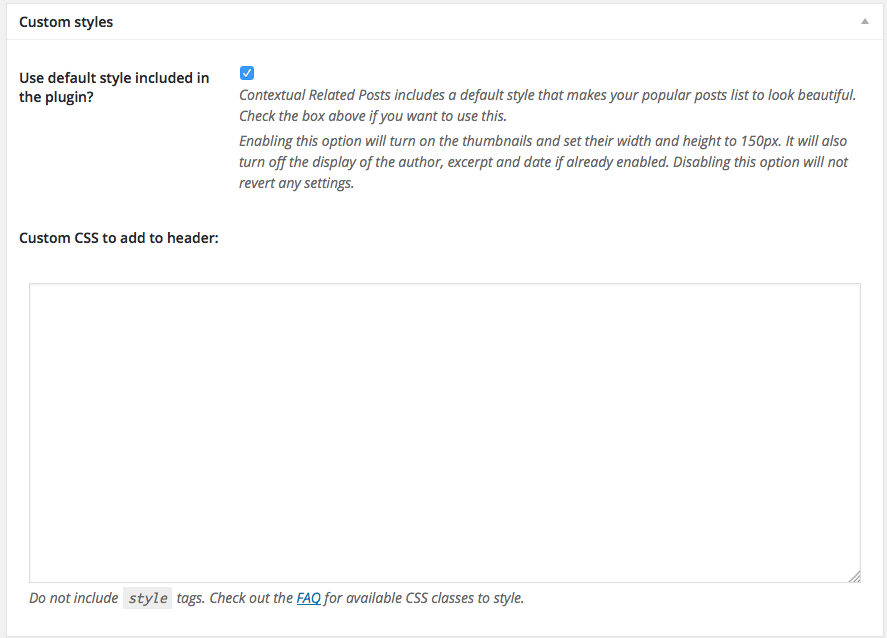 Custom styles
Use default style included in
the plugin?
Contextual Related Posts includes a default style that makes your popular posts list to look beautiful.
Check the box above if you want to use this.
Enabling this option will turn on the thumbnails and set their width and height to 150px. It will also
turn off the display of the author, excerpt and date if already enabled. Disabling this option will not
revert any settings.
Custom CSS to add to header:
Do not include style tags. Check out the FAQ for available CSS classes to style.